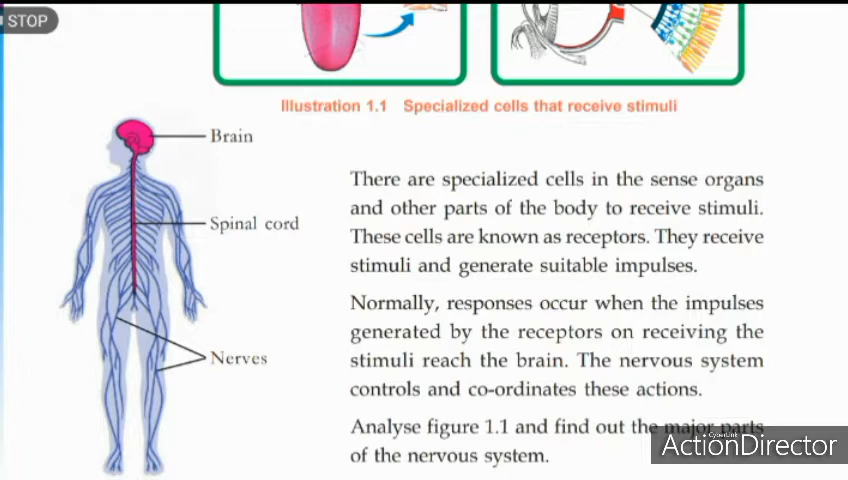 STOP
Illustration 1.1 Specialized cells that receive stimuli
Brain
Spinal cord
Nerves
There are specialized cells in the sense organs
and other parts of the body to receive stimuli.
These cells are known as receptors. They receive
stimuli and generate suitable impulses.
Normally, responses occur when the impulses
generated by the receptors on receiving the
stimuli reach the brain. The nervous system
controls and co-ordinates these actions.
Analyse figure 1.1 and find out the major parts
of the nervous system.
CyberLink
ActionDirector